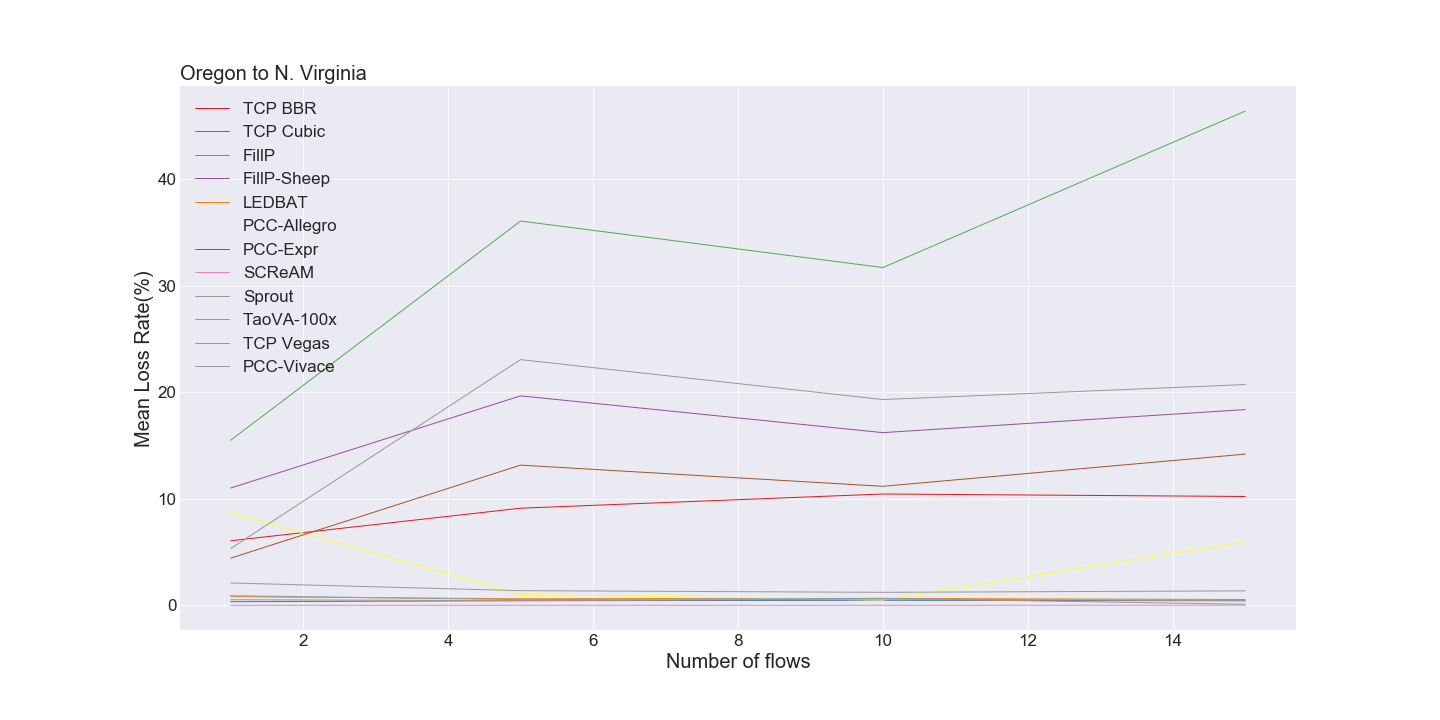 Oregon to N. Virginia
TCP BBR
TCP Cubic
FillP
FillP-Sheep
LEDBAT
PCC-Allegro
PCC-Expr
SCReAM
Sprout
TaoVA-100x
TCP Vegas
PCC-Vivace
Mean Loss Rate(%)
40
30
20
10
0
2 4 6 8 10 12 14
Number of flows